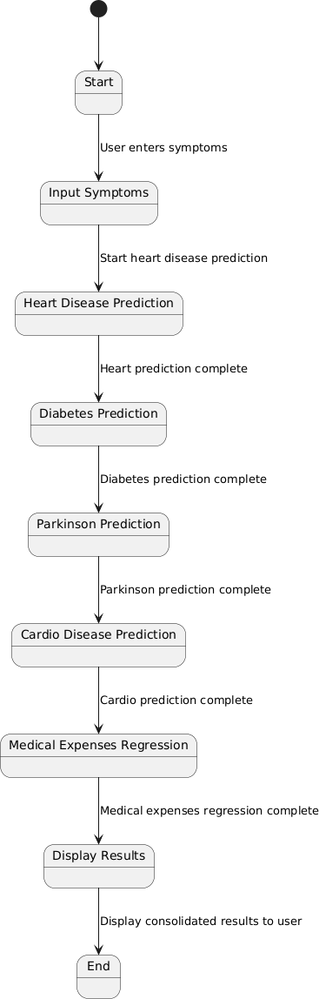 Start
User enters symptoms
Input Symptoms
Start heart disease prediction
Heart Disease Prediction
Heart prediction complete
Diabetes Prediction
Diabetes prediction complete
Parkinson Prediction
Parkinson prediction complete
Cardio Disease Prediction
Cardio prediction complete
Medical Expenses Regression
Medical expenses regression complete
Display Results
Display consolidated results to user
End